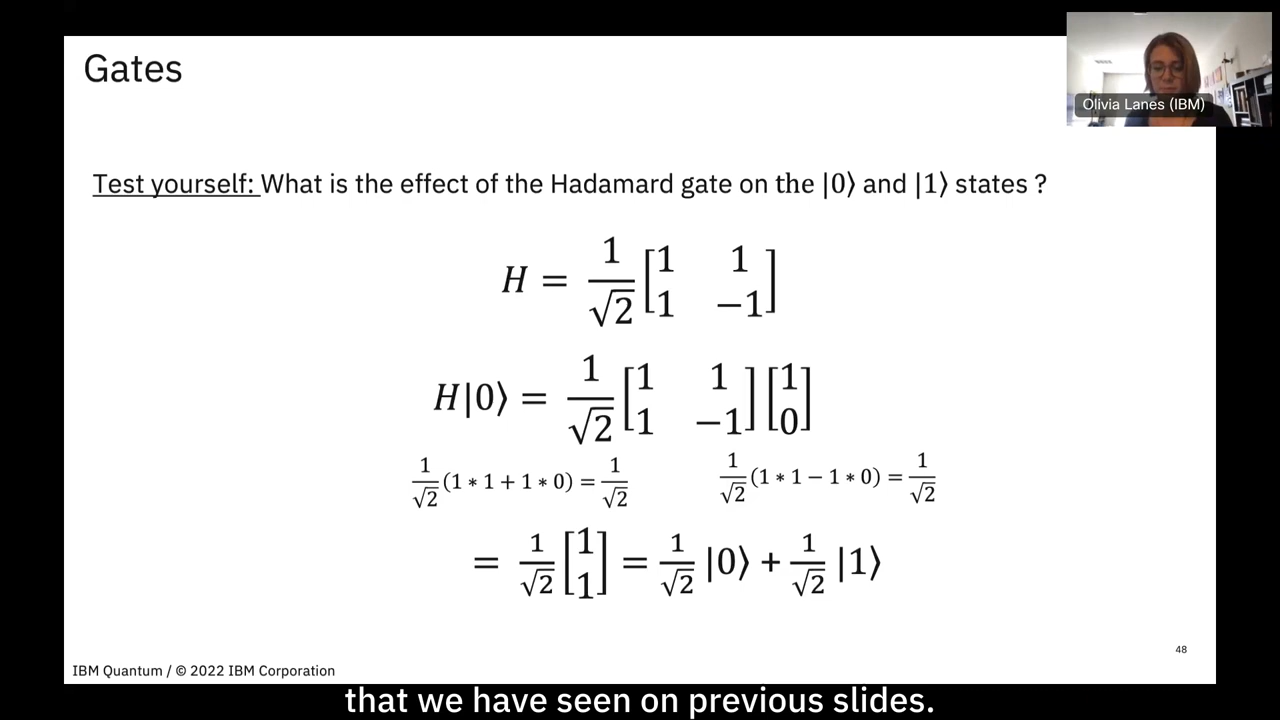 Gates
Olivia Lanes (IBM)
Test yourself: What is the effect of the Hadamard gate on the |0⟩ and |1⟩ states ?
H = 1/√2 [1 1; 1 −1]
H|0⟩ = 1/√2 [1 1; 1 −1] [1; 0]
1/√2 (1 * 1 + 1 * 0) = 1/√2
1/√2 (1 * 1 − 1 * 0) = 1/√2
= 1/√2 [1; 1] = 1/√2 |0⟩ + 1/√2 |1⟩
48
IBM Quantum / © 2022 IBM Corporation
that we have seen on previous slides.